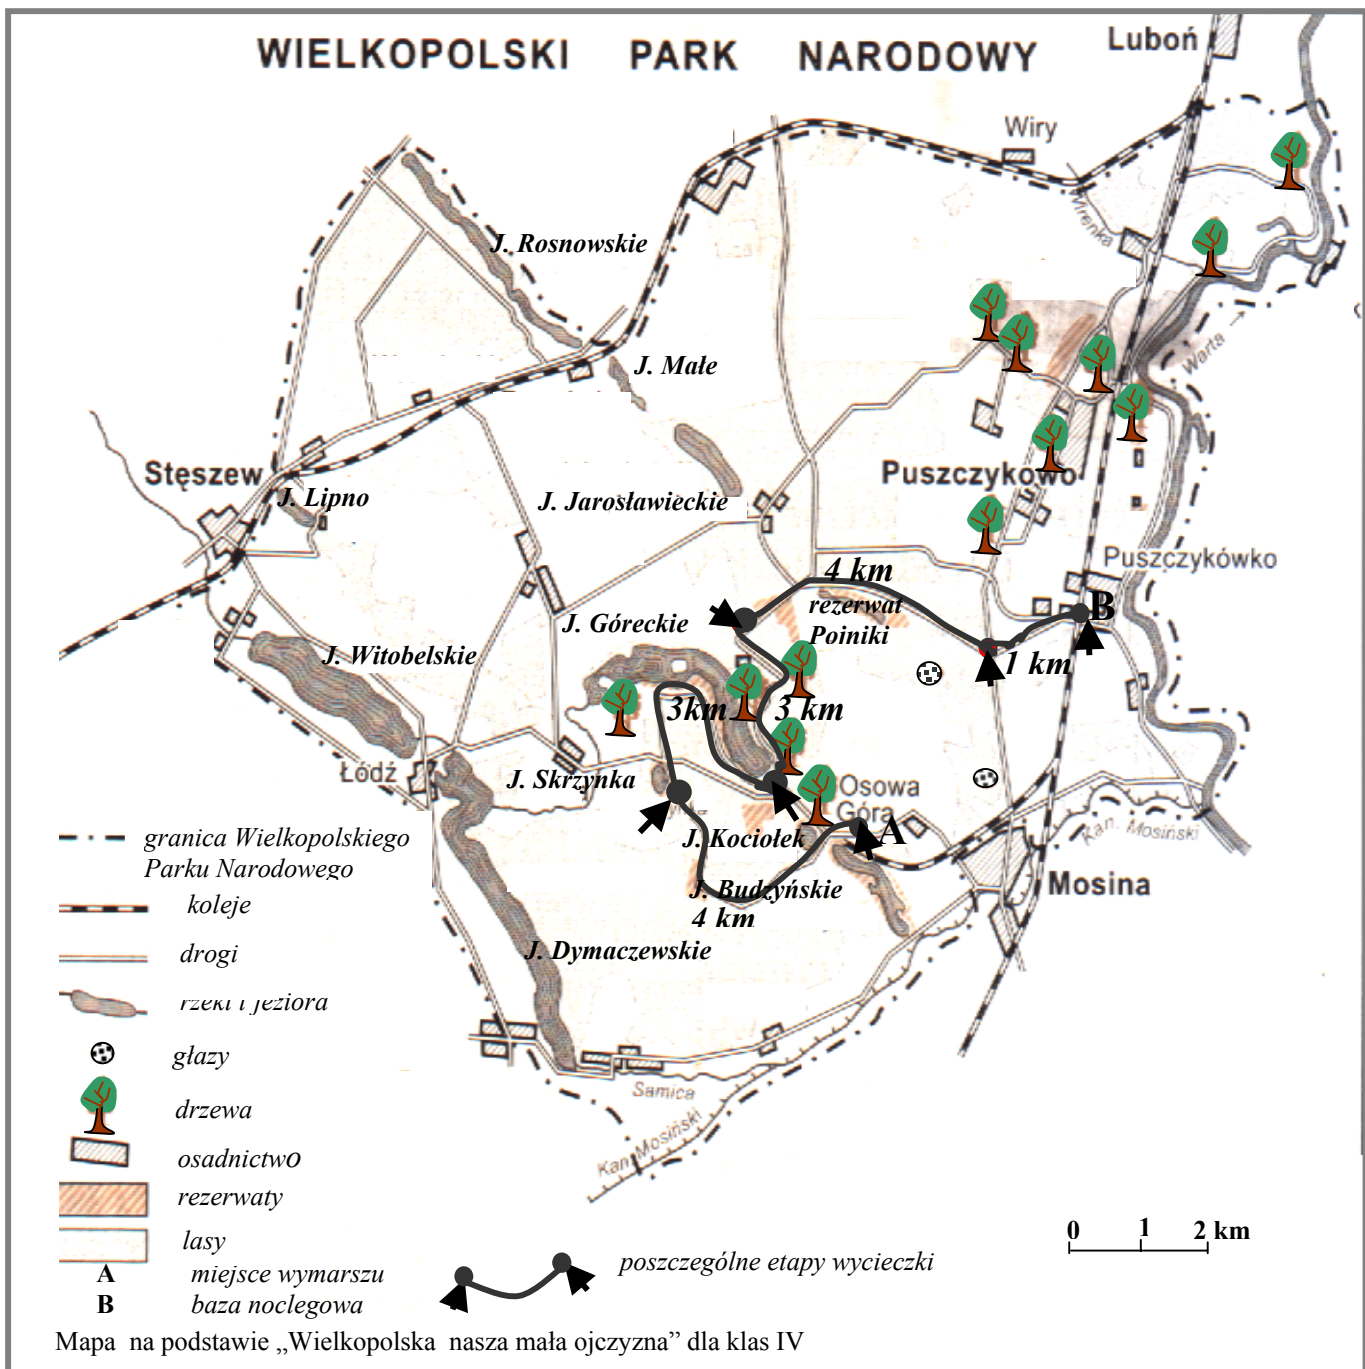 WIELKOPOLSKI PARK NARODOWY
Luboń
Wiry
Wirenka
J. Rosnowskie
Warta →
J. Małe
Stęszew
Puszczykowo
J. Lipno
J. Jarosławieckie
Puszczykówko
4 km
rezerwat
Poiniki
B
J. Góreckie
1 km
J. Witobelskie
3km
3 km
Łódź
J. Skrzynka
Osowa
Góra
A
Kan. Mosiński
J. Kociołek
Mosina
J. Budzyńskie
4 km
J. Dymaczewskie
Samica
Kan. Mosiński
granica Wielkopolskiego
Parku Narodowego
koleje
drogi
rzeki i jeziora
głazy
drzewa
osadnictwo
rezerwaty
lasy
A miejsce wymarszu
B baza noclegowa
poszczególne etapy wycieczki
0 1 2 km
Mapa na podstawie „Wielkopolska nasza mała ojczyzna” dla klas IV